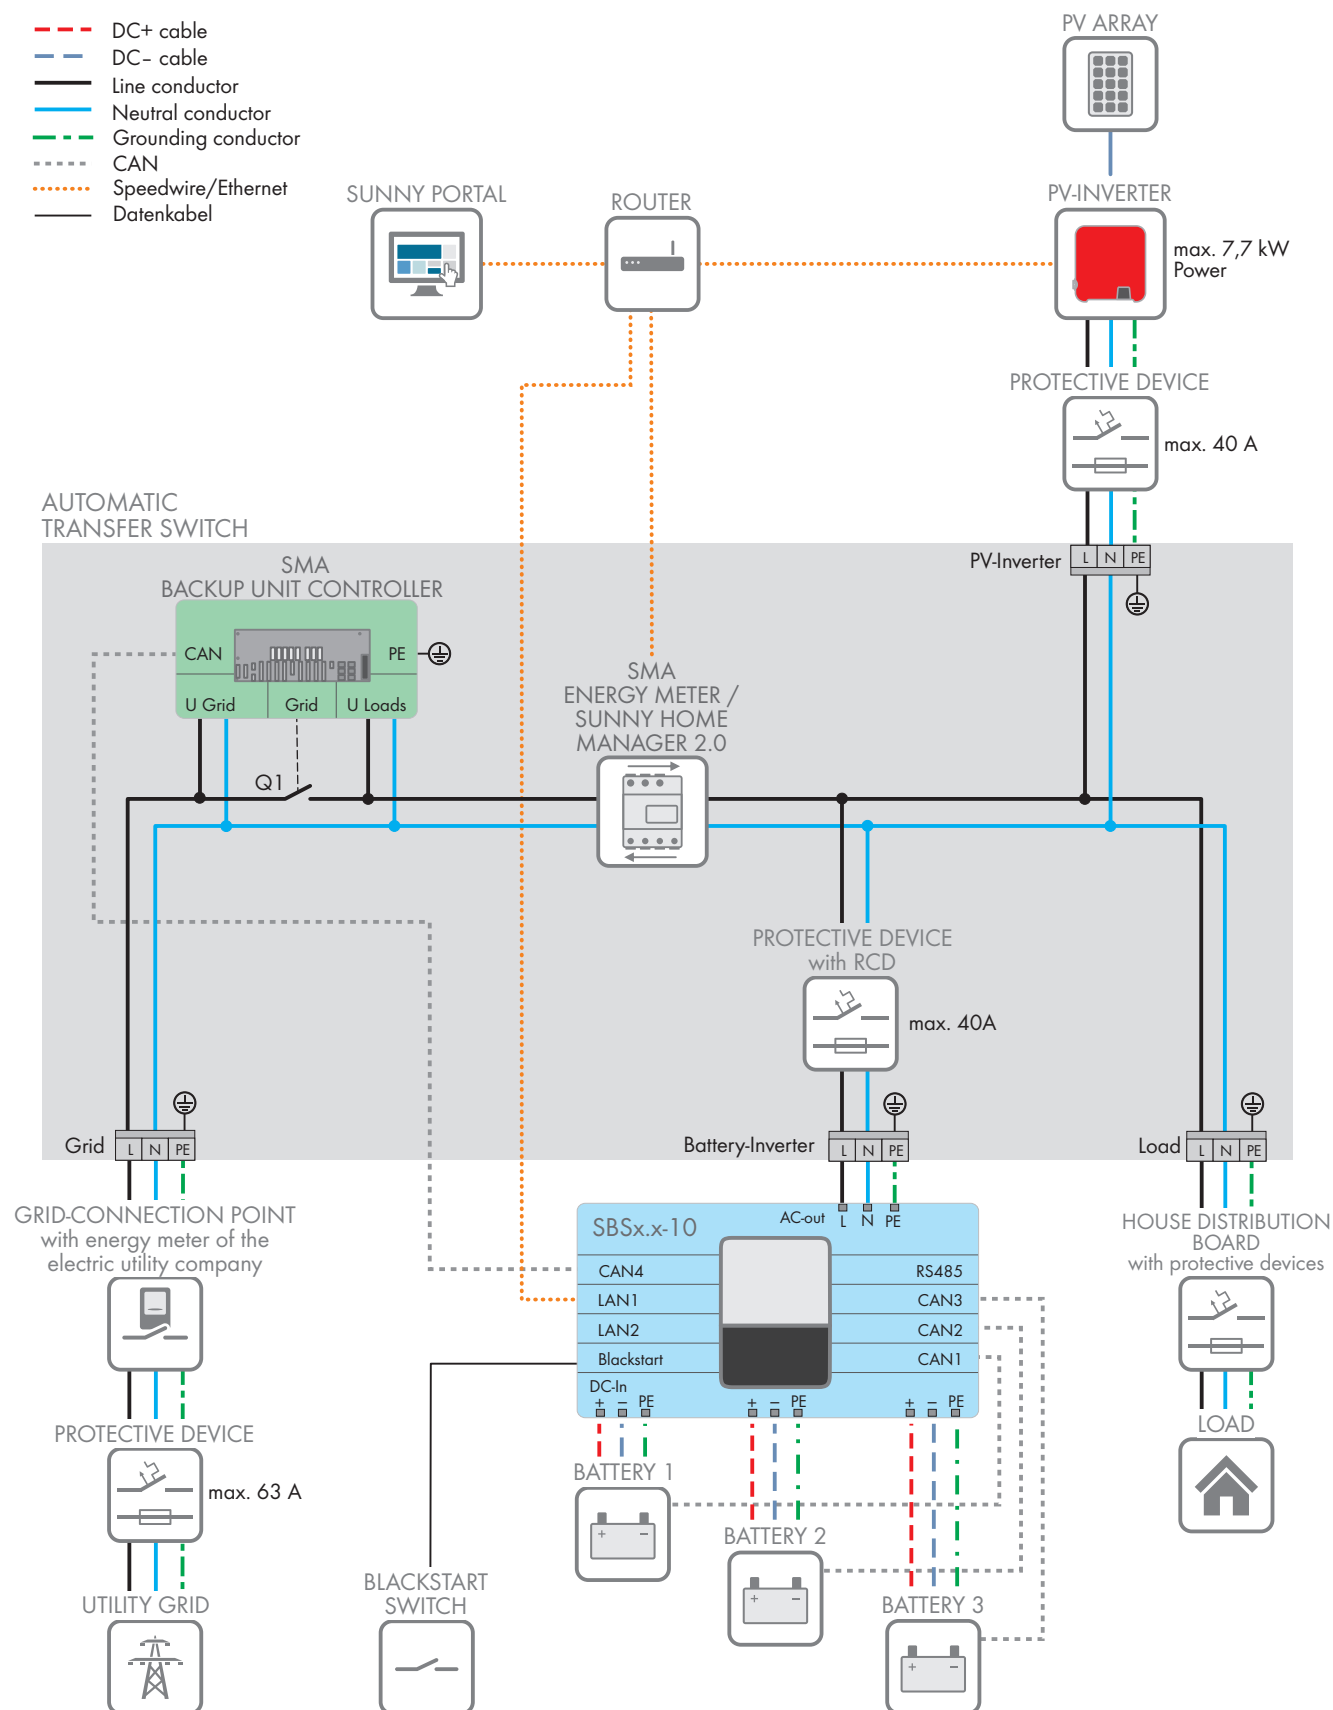 DC+ cable
DC– cable
Line conductor
Neutral conductor
Grounding conductor
CAN
Speedwire/Ethernet
Datenkabel
PV ARRAY
SUNNY PORTAL
ROUTER
PV-INVERTER
max. 7,7 kW
Power
PROTECTIVE DEVICE
max. 40 A
AUTOMATIC
TRANSFER SWITCH
SMA
BACKUP UNIT CONTROLLER
CAN
PE
U Grid
Grid
U Loads
Q1
PV-Inverter
L N PE
SMA
ENERGY METER /
SUNNY HOME
MANAGER 2.0
PROTECTIVE DEVICE
with RCD
max. 40A
Grid
L N PE
Battery-Inverter
L N PE
Load
L N PE
GRID-CONNECTION POINT
with energy meter of the
electric utility company
PROTECTIVE DEVICE
max. 63 A
UTILITY GRID
BLACKSTART
SWITCH
SBSx.x-10
AC-out
L N PE
CAN4
LAN1
LAN2
Blackstart
RS485
CAN3
CAN2
CAN1
DC-In
+ – PE
+ – PE
+ – PE
BATTERY 1
+ –
BATTERY 2
+ –
BATTERY 3
+ –
HOUSE DISTRIBUTION
BOARD
with protective devices
LOAD